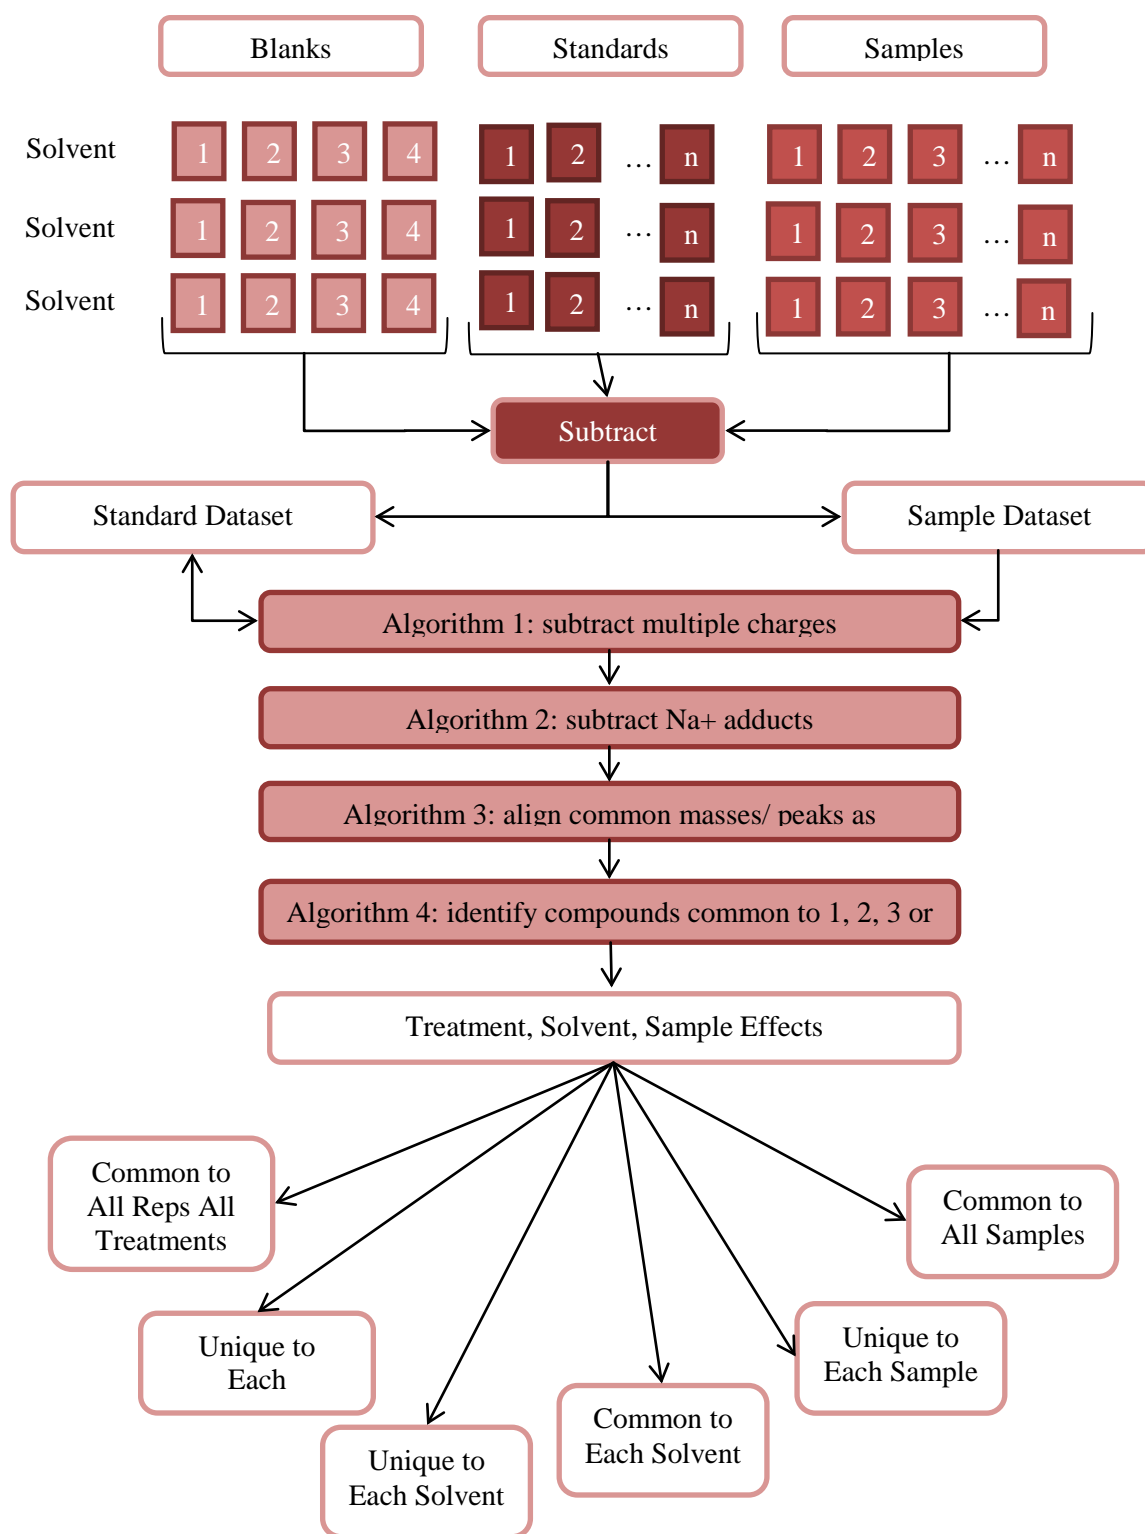 Blanks Standards Samples
Solvent 1 2 3 4 1 2 … n 1 2 3 … n
Solvent 1 2 3 4 1 2 … n 1 2 3 … n
Solvent 1 2 3 4 1 2 … n 1 2 3 … n
Subtract
Standard Dataset Sample Dataset
Algorithm 1: subtract multiple charges
Algorithm 2: subtract Na+ adducts
Algorithm 3: align common masses/ peaks as
Algorithm 4: identify compounds common to 1, 2, 3 or
Treatment, Solvent, Sample Effects
Common to
All Reps All
Treatments
Common to
All Samples
Unique to
Each
Unique to
Each Sample
Unique to
Each Solvent
Common to
Each Solvent